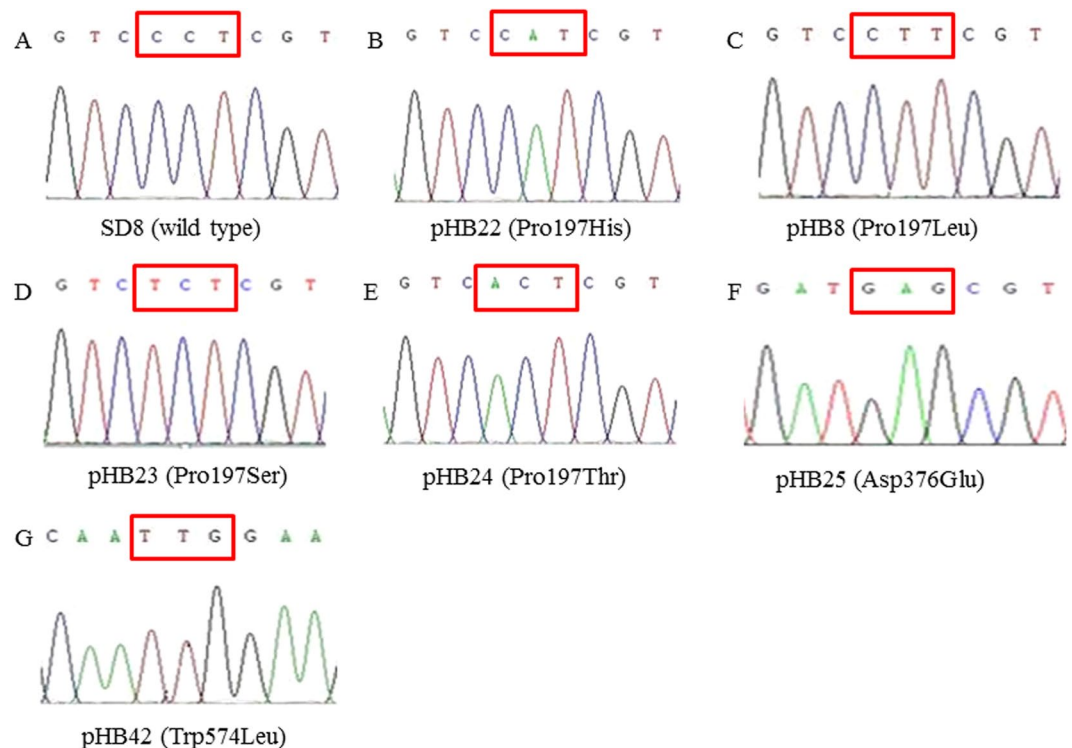 A G T C C C T C G T
SD8 (wild type)
B G T C C A T C G T
pHB22 (Pro197His)
C G T C C T T C G T
pHB8 (Pro197Leu)
D G T C T C T C G T
pHB23 (Pro197Ser)
E G T C A C T C G T
pHB24 (Pro197Thr)
F G A T G A G C G T
pHB25 (Asp376Glu)
G C A A T T G G A A
pHB42 (Trp574Leu)